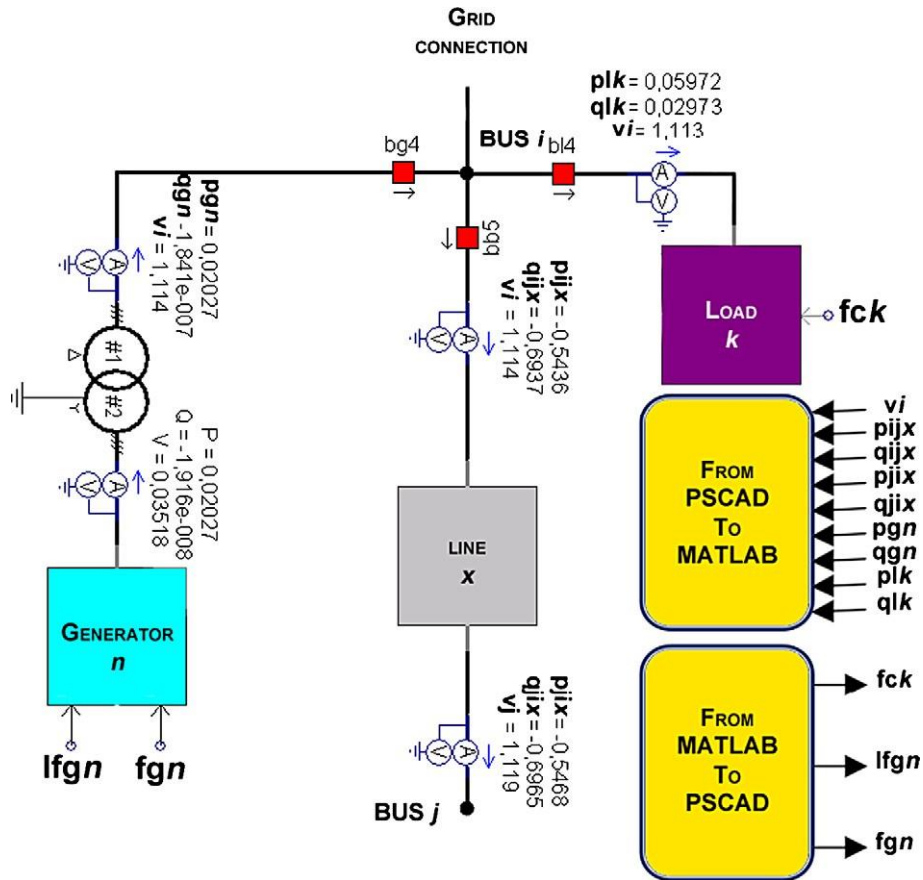 GRID
CONNECTION
plk = 0,05972
qlk = 0,02973
vi = 1,113
BUS i
bg4
bl4
bb5
A
V
pgn = 0,02027
qgn -1,841e-007
vi = 1,114
V
A
#1
#2
Δ
Y
P = 0,02027
Q = -1,916e-008
V = 0,03518
V
A
GENERATOR
n
lfgn
fgn
pijx = -0,5436
qijx = -0,6937
vi = 1,114
V
A
LINE
x
pjix = -0,5468
qjix = -0,6965
vj = 1,119
V
A
BUS j
LOAD
k
fck
FROM
PSCAD
TO
MATLAB
vi
pijx
qijx
pjix
qjix
pgn
qgn
plk
qlk
FROM
MATLAB
TO
PSCAD
fck
lfgn
fgn